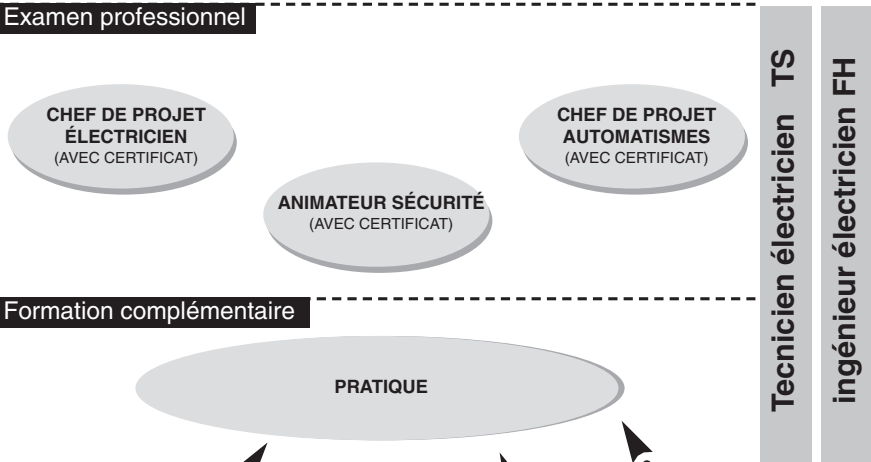 Examen professionnel
CHEF DE PROJET
ÉLECTRICIEN
(AVEC CERTIFICAT)
CHEF DE PROJET
AUTOMATISMES
(AVEC CERTIFICAT)
ANIMATEUR SÉCURITÉ
(AVEC CERTIFICAT)
Formation complémentaire
PRATIQUE
Tecnicien électricien TS
ingénieur électricien FH